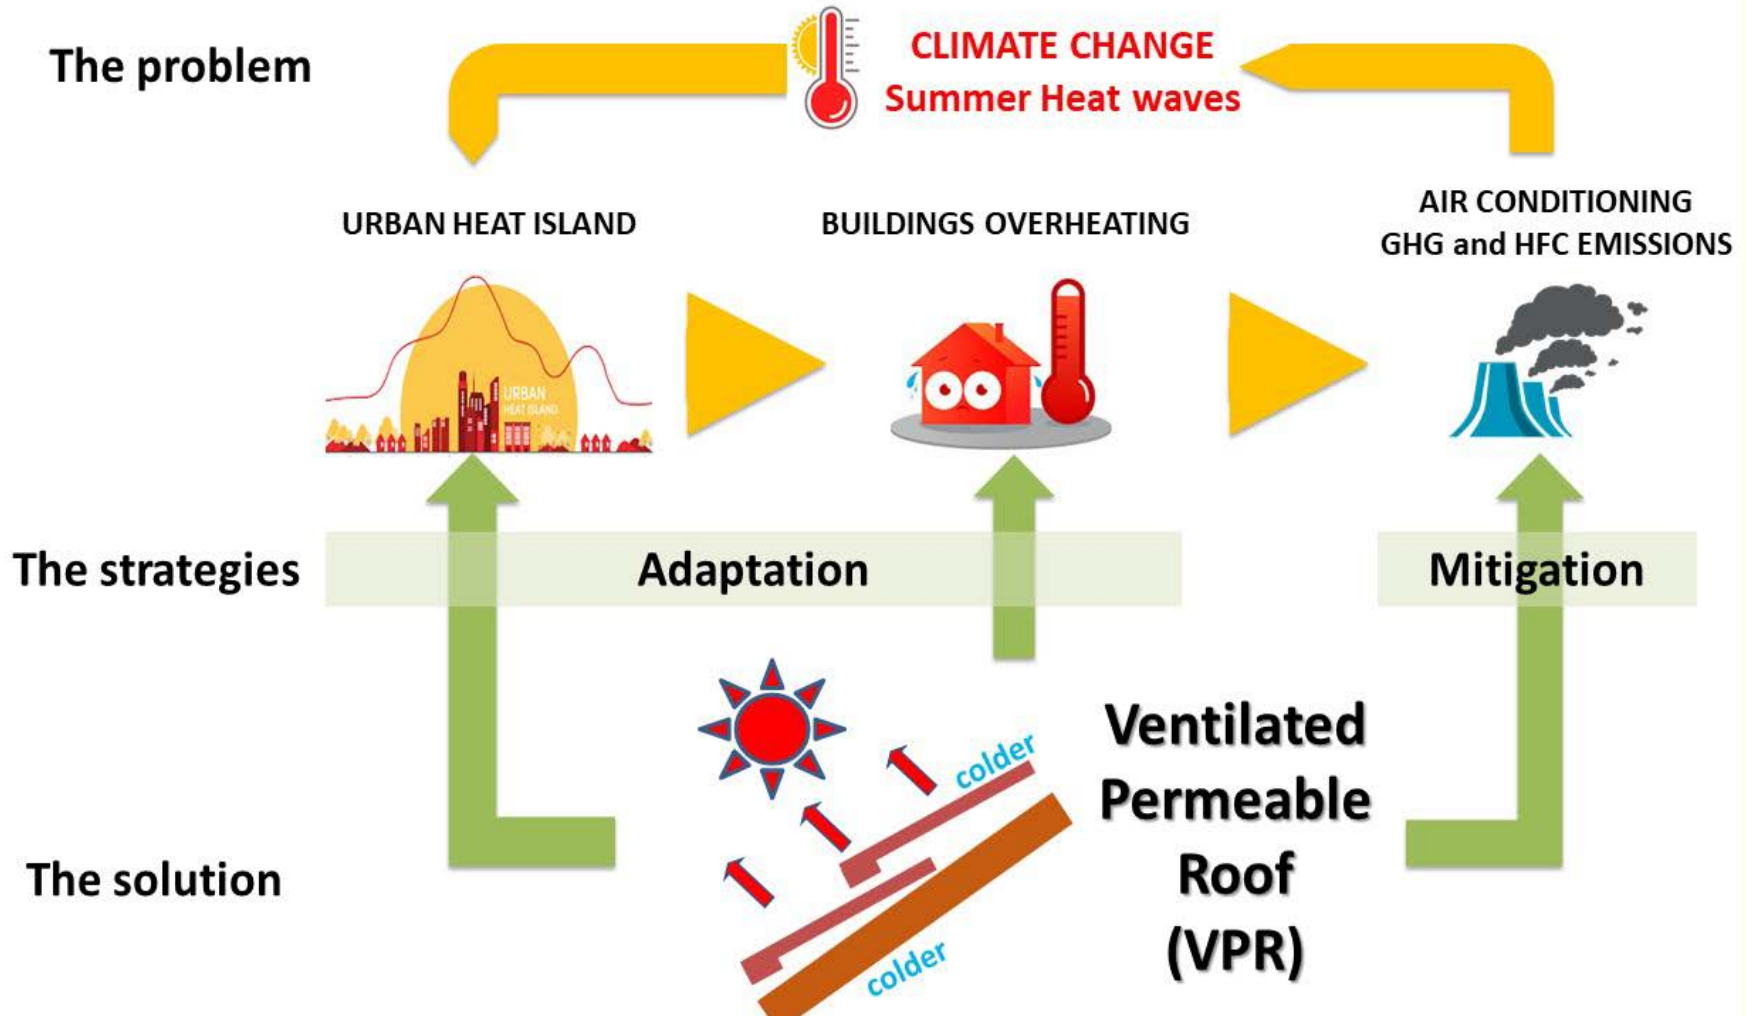 The problem
CLIMATE CHANGE
Summer Heat waves
URBAN HEAT ISLAND
BUILDINGS OVERHEATING
AIR CONDITIONING
GHG and HFC EMISSIONS
URBAN
HEAT ISLAND
The strategies
Adaptation
Mitigation
The solution
colder
colder
Ventilated
Permeable
Roof
(VPR)